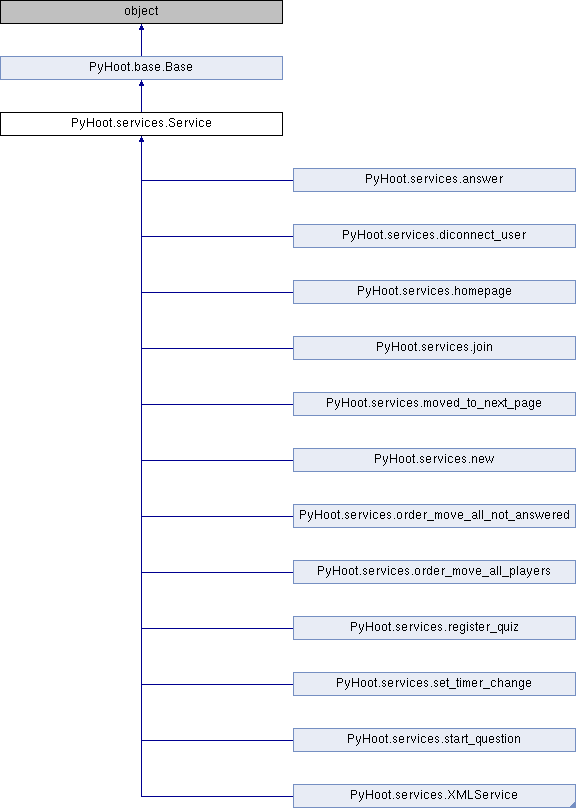 object
PyHoot.base.Base
PyHoot.services.Service
PyHoot.services.answer
PyHoot.services.diconnect_user
PyHoot.services.homepage
PyHoot.services.join
PyHoot.services.moved_to_next_page
PyHoot.services.new
PyHoot.services.order_move_all_not_answered
PyHoot.services.order_move_all_players
PyHoot.services.register_quiz
PyHoot.services.set_timer_change
PyHoot.services.start_question
PyHoot.services.XMLService